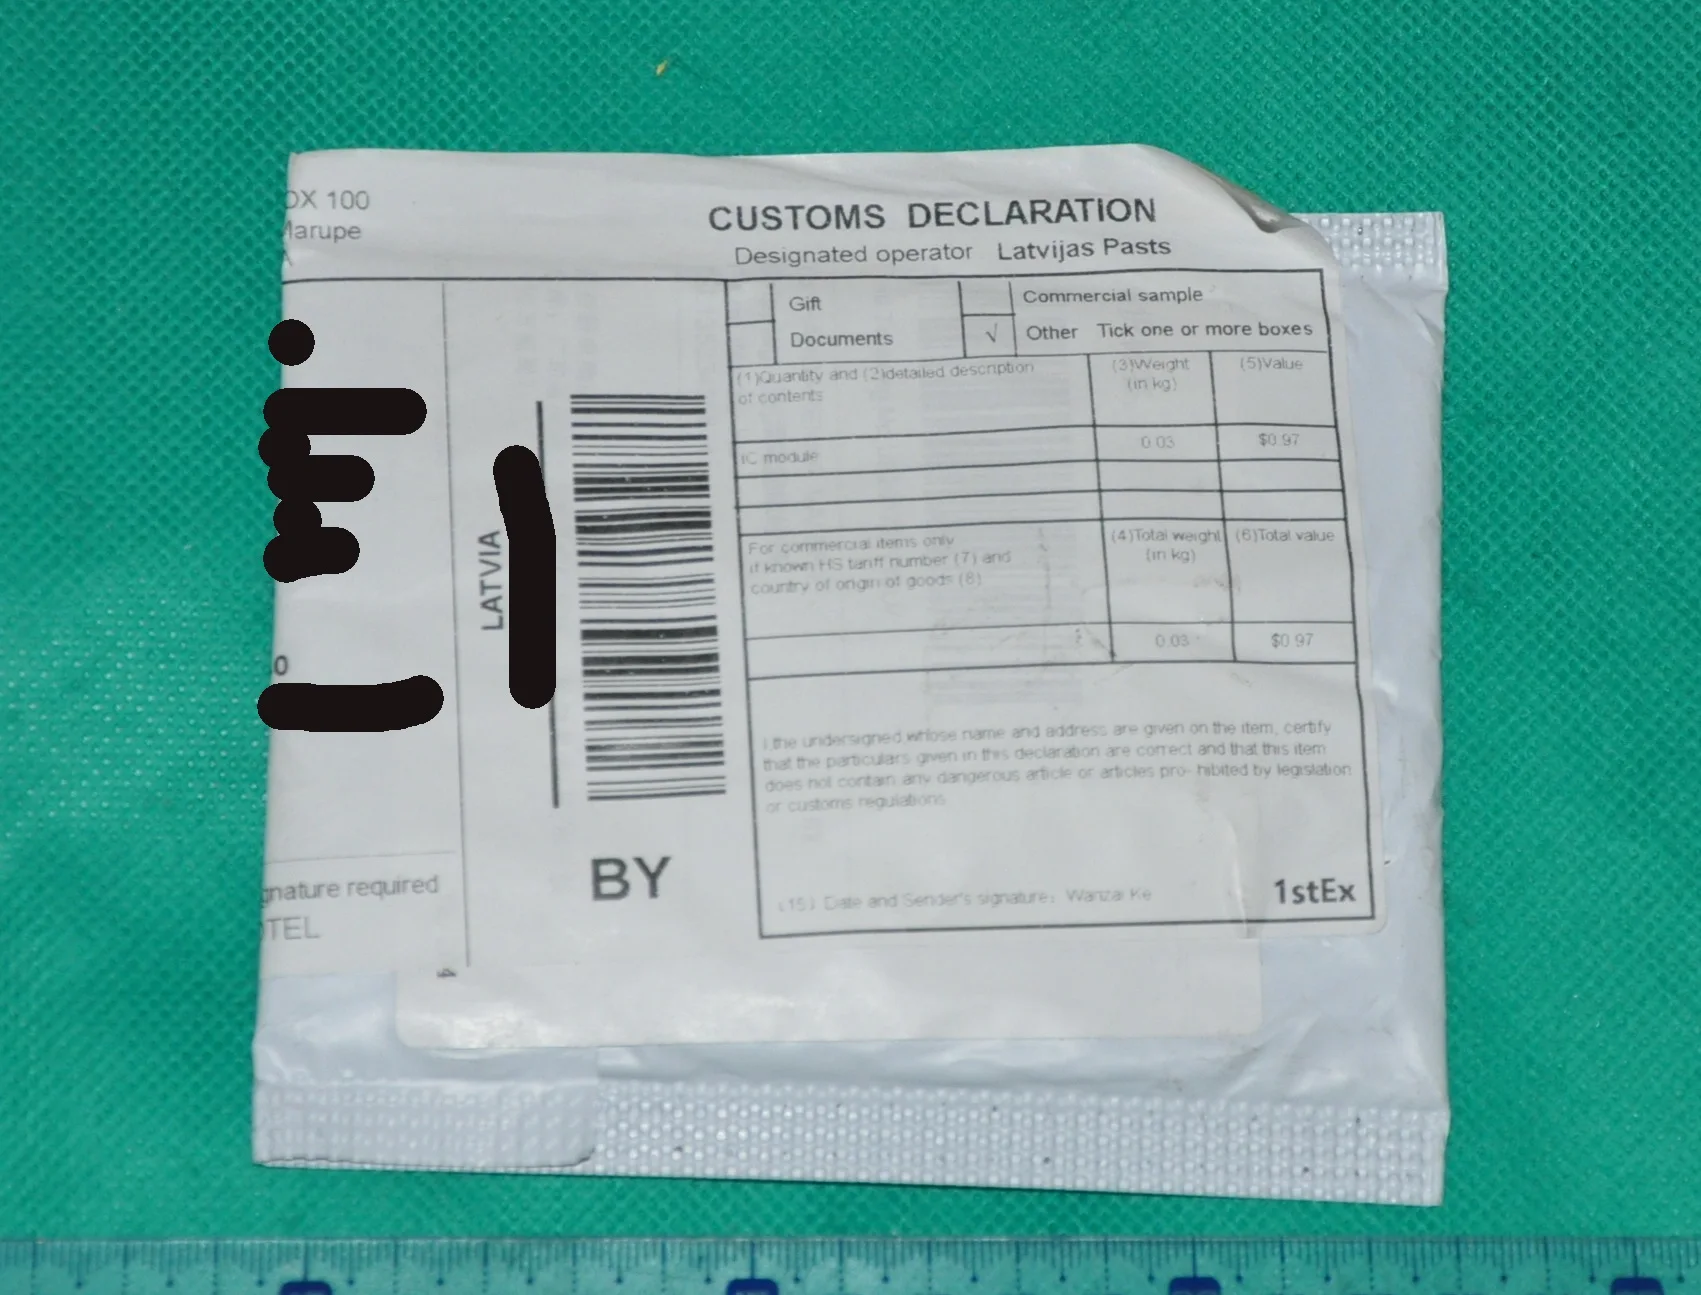 OX 100
Marupe
A
CUSTOMS DECLARATION
Designated operator Latvijas Pasts
Gift
Commercial sample
Documents
√ Other Tick one or more boxes
(1)Quantity and (2)detailed description
of contents
(3)Weight
(in kg)
(5)Value
IC module
0.03
$0.97
For commercial items only
if known HS tariff number (7) and
country of origin of goods (8)
(4)Total weight
(in kg)
(6)Total value
0.03
$0.97
I,the undersigned,whose name and address are given on the item, certify
that the particulars given in this declaration are correct and that this item
does not contain any dangerous article or articles pro- hibited by legislation
or customs regulations
(15) Date and Sender's signature: Wanzai Ke
1stEx
LATVIA
BY
0
gnature required
TEL